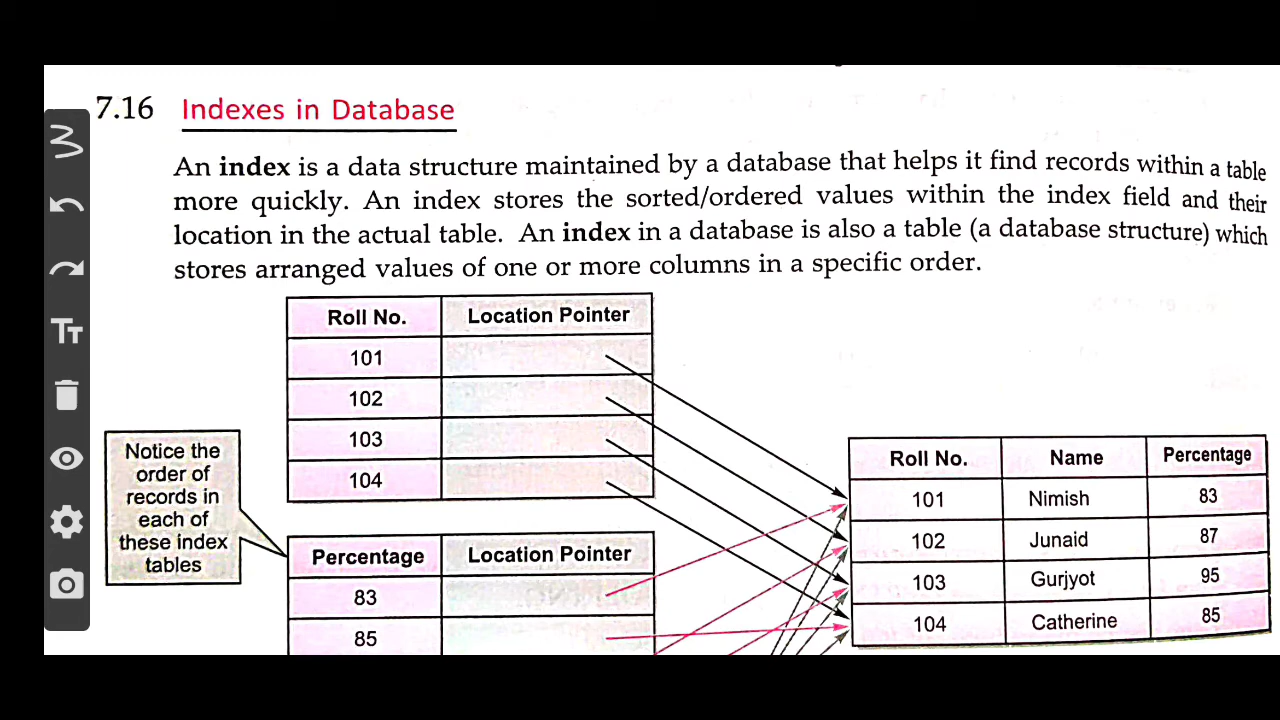 7.16 Indexes in Database
An index is a data structure maintained by a database that helps it find records within a table
more quickly. An index stores the sorted/ordered values within the index field and their
location in the actual table. An index in a database is also a table (a database structure) which
stores arranged values of one or more columns in a specific order.
Roll No. Location Pointer
101
102
103
104
Notice the
order of
records in
each of
these index
tables
Percentage Location Pointer
83
85
Roll No. Name Percentage
101 Nimish 83
102 Junaid 87
103 Gurjyot 95
104 Catherine 85
TT